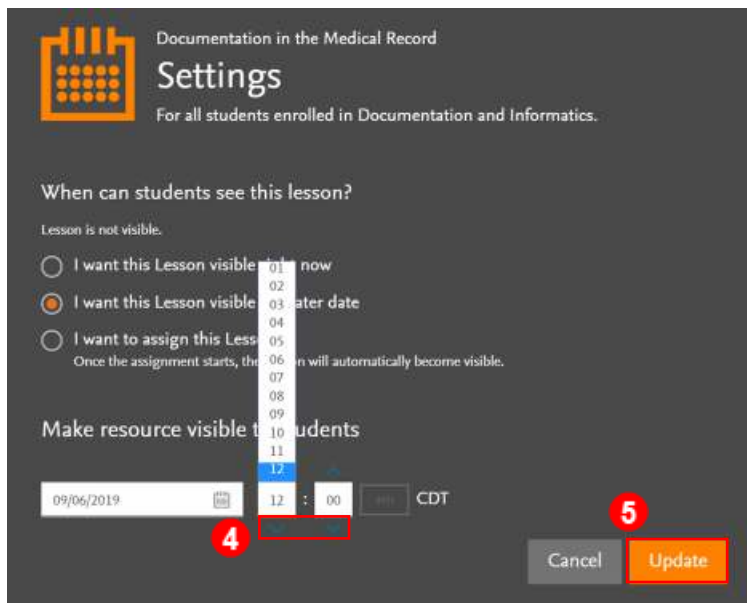 Documentation in the Medical Record
Settings
For all students enrolled in Documentation and Informatics.
When can students see this lesson?
Lesson is not visible.
I want this Lesson visible now
I want this Lesson visible ater date
I want to assign this Less
Once the assignment starts, the n will automatically become visible.
01
02
03
04
05
06
07
08
09
10
11
12
Make resource visible t udents
09/06/2019 12 : 00 CDT
4
5
Cancel Update